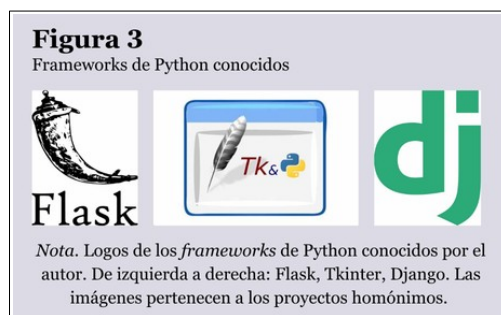 Figura 3
Frameworks de Python conocidos
Flask
Tk&
dj
Nota. Logos de los frameworks de Python conocidos por el
autor. De izquierda a derecha: Flask, Tkinter, Django. Las
imágenes pertenecen a los proyectos homónimos.